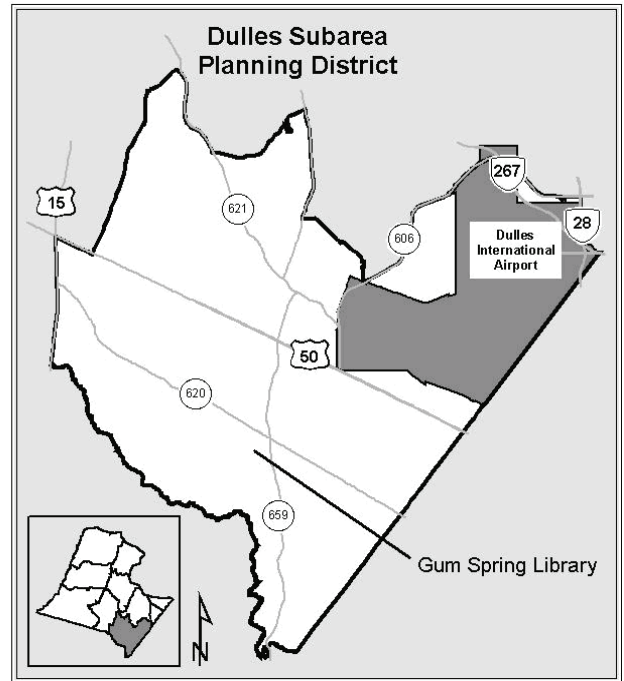 Dulles Subarea
Planning District
267
15
621
28
606
Dulles
International
Airport
50
620
659
Gum Spring Library
N